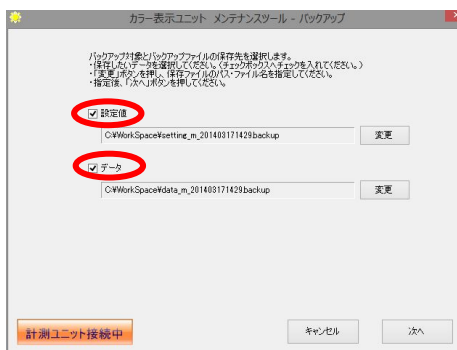 カラー表示ユニット メンテナンスツール - バックアップ
バックアップ対象とバックアップファイルの保存先を選択します。
・保存したいデータを選択してください。（チェックボックスへチェックを入れてください。）
・「変更」ボタンを押し、保存ファイルのパス・ファイル名を指定してください。
・指定後、「次へ」ボタンを押してください。
設定値
C:¥WorkSpace¥setting_m_201403171429.backup
変更
データ
C:¥WorkSpace¥data_m_201403171429.backup
変更
計測ユニット接続中
キャンセル
次へ